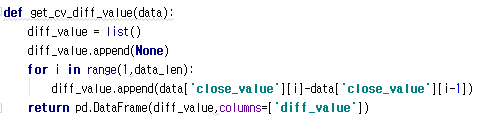 def get_cv_diff_value(data):
    diff_value = list()
    diff_value.append(None)
    for i in range(1,data_len):
        diff_value.append(data['close_value'][i]-data['close_value'][i-1])
    return pd.DataFrame(diff_value,columns=['diff_value'])